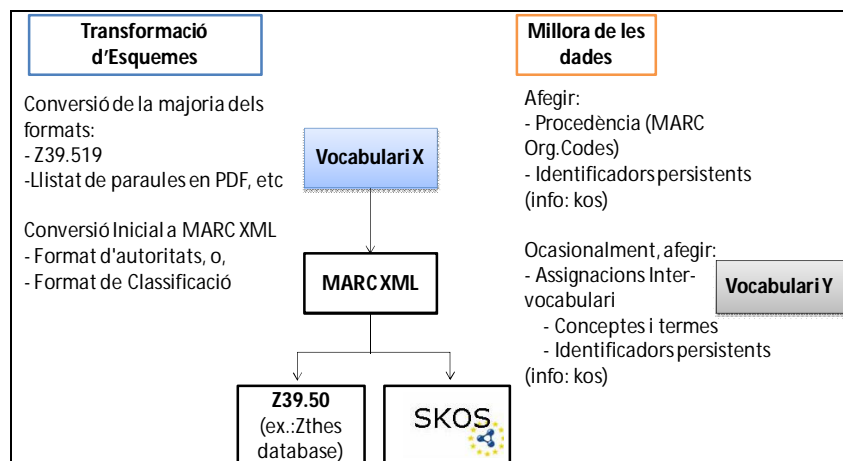 Transformació
d'Esquemes
Conversió de la majoria dels
formats:
- Z39.519
-Llistat de paraules en PDF, etc
Conversió Inicial a MARC XML
- Format d'autoritats, o,
- Format de Classificació
Vocabulari X
MARC XML
Z39.50
(ex.:Zthes
database)
SKOS
Millora de les
dades
Afegir:
- Procedència (MARC
Org.Codes)
- Identificadors persistents
(info: kos)
Ocasionalment, afegir:
- Assignacions Inter-
vocabulari
- Conceptes i termes
- Identificadors persistents
(info: kos)
Vocabulari Y